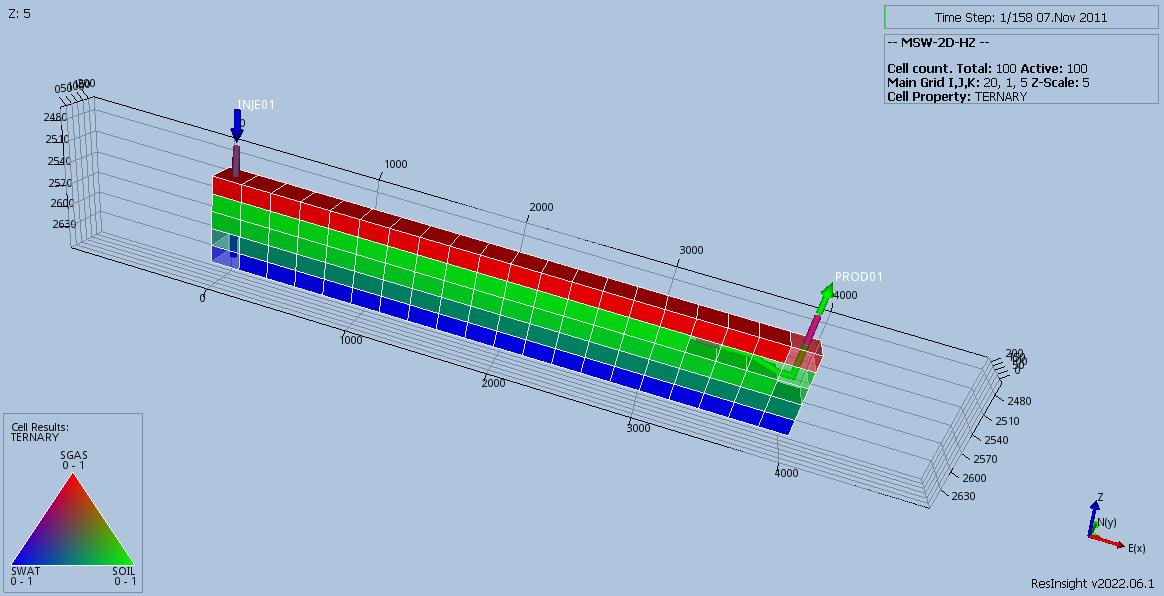 Z: 5
Time Step: 1/158 07.Nov 2011
-- MSW-2D-HZ --
Cell count. Total: 100 Active: 100
Main Grid I,J,K: 20, 1, 5 Z-Scale: 5
Cell Property: TERNARY
INJE01
0
1000
2000
3000
4000
PROD01
2480
2510
2540
2570
2600
2630
0
1000
2000
3000
4000
200
0
2480
2510
2540
2570
2600
2630
Cell Results:
TERNARY
SGAS
0 - 1
SWAT SOIL
0 - 1 0 - 1
Z
N(y)
E(x)
ResInsight v2022.06.1